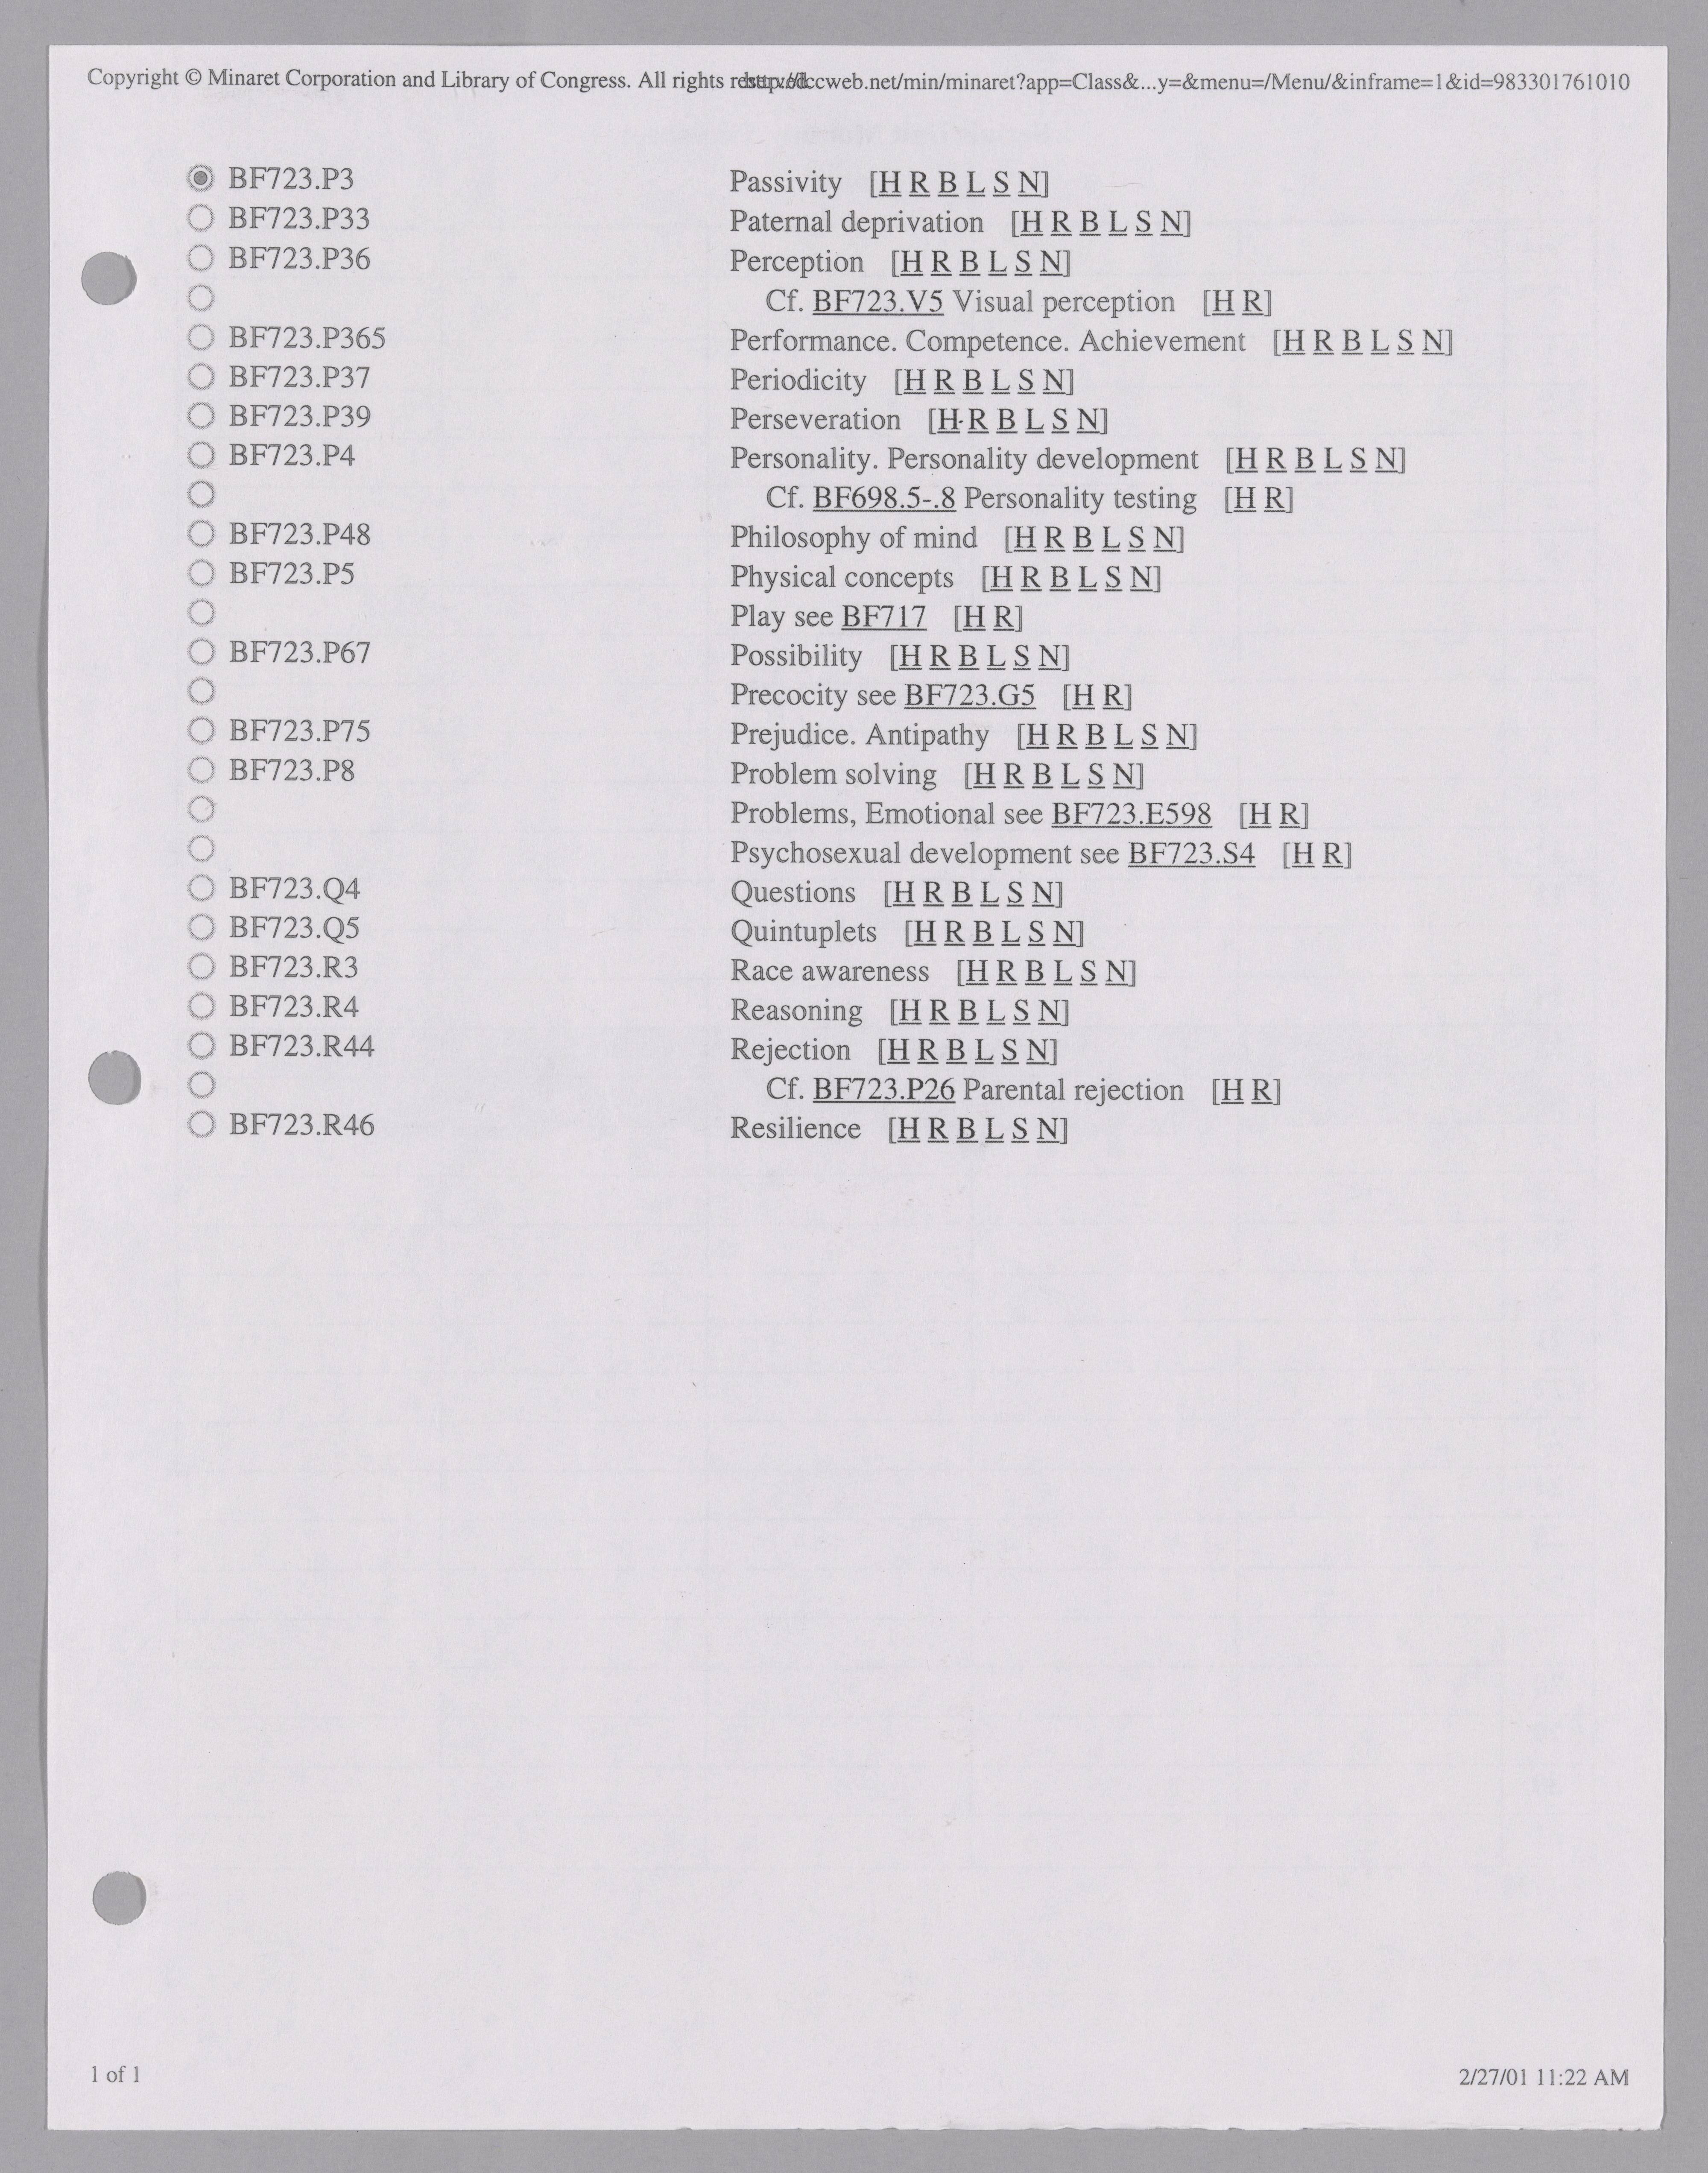 Copyright © Minaret Corporation and Library of Congress. All rights reserved. http://dccweb.net/min/minaret?app=Class&...y=&menu=/Menu/&inframe=1&id=983301761010
BF723.P3 Passivity [H R B L S N]
BF723.P33 Paternal deprivation [H R B L S N]
BF723.P36 Perception [H R B L S N]
Cf. BF723.V5 Visual perception [H R]
BF723.P365 Performance. Competence. Achievement [H R B L S N]
BF723.P37 Periodicity [H R B L S N]
BF723.P39 Perseveration [H R B L S N]
BF723.P4 Personality. Personality development [H R B L S N]
Cf. BF698.5-.8 Personality testing [H R]
BF723.P48 Philosophy of mind [H R B L S N]
BF723.P5 Physical concepts [H R B L S N]
Play see BF717 [H R]
BF723.P67 Possibility [H R B L S N]
Precocity see BF723.G5 [H R]
BF723.P75 Prejudice. Antipathy [H R B L S N]
BF723.P8 Problem solving [H R B L S N]
Problems, Emotional see BF723.E598 [H R]
Psychosexual development see BF723.S4 [H R]
BF723.Q4 Questions [H R B L S N]
BF723.Q5 Quintuplets [H R B L S N]
BF723.R3 Race awareness [H R B L S N]
BF723.R4 Reasoning [H R B L S N]
BF723.R44 Rejection [H R B L S N]
Cf. BF723.P26 Parental rejection [H R]
BF723.R46 Resilience [H R B L S N]
1 of 1 2/27/01 11:22 AM